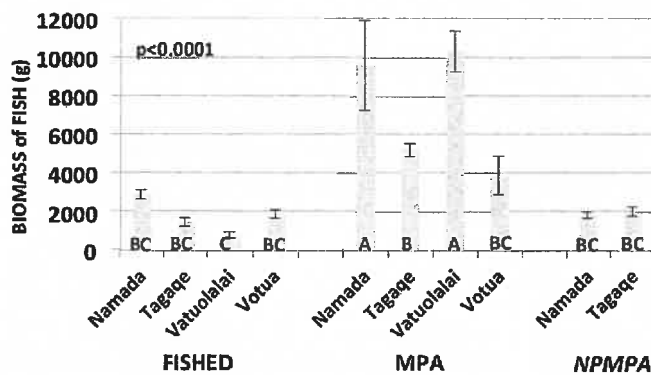 12000
p<0.0001
10000
8000
6000
4000
2000
0
BIOMASS of FISH (g)
BC BC C BC A B A BC BC BC
Namada Tagaqe Vatuolalai Votua Namada Tagaqe Vatuolalai Votua Namada Tagaqe
FISHED MPA NPMPA